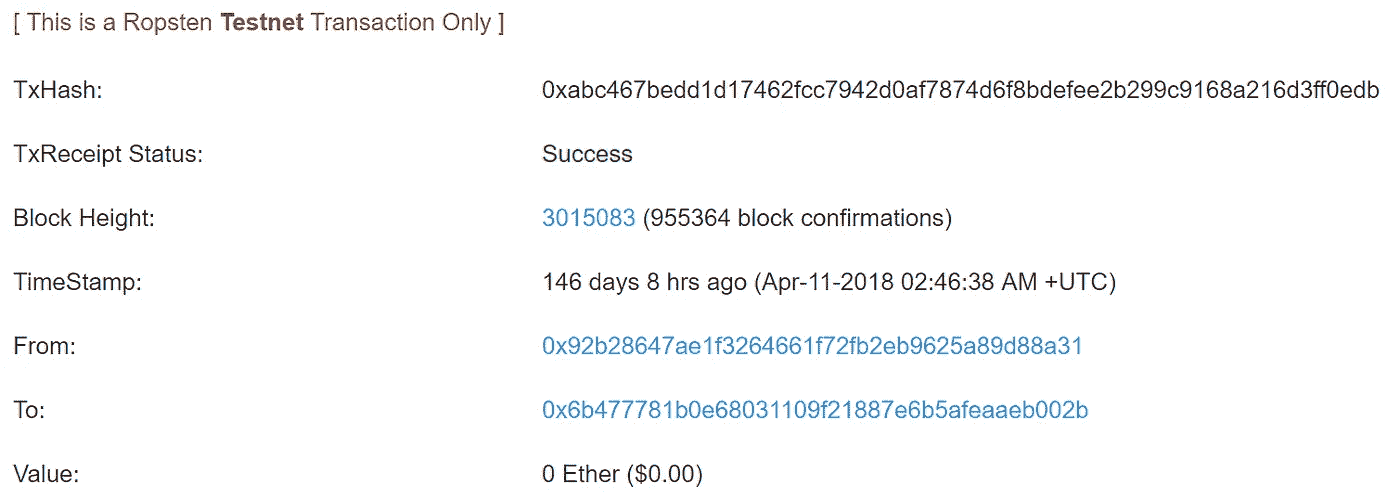 [ This is a Ropsten Testnet Transaction Only ]
TxHash: 0xabc467bedd1d17462fcc7942d0af7874d6f8bdefee2b299c9168a216d3ff0edb
TxReceipt Status: Success
Block Height: 3015083 (955364 block confirmations)
TimeStamp: 146 days 8 hrs ago (Apr-11-2018 02:46:38 AM +UTC)
From: 0x92b28647ae1f3264661f72fb2eb9625a89d88a31
To: 0x6b477781b0e68031109f21887e6b5afeaaeb002b
Value: 0 Ether ($0.00)